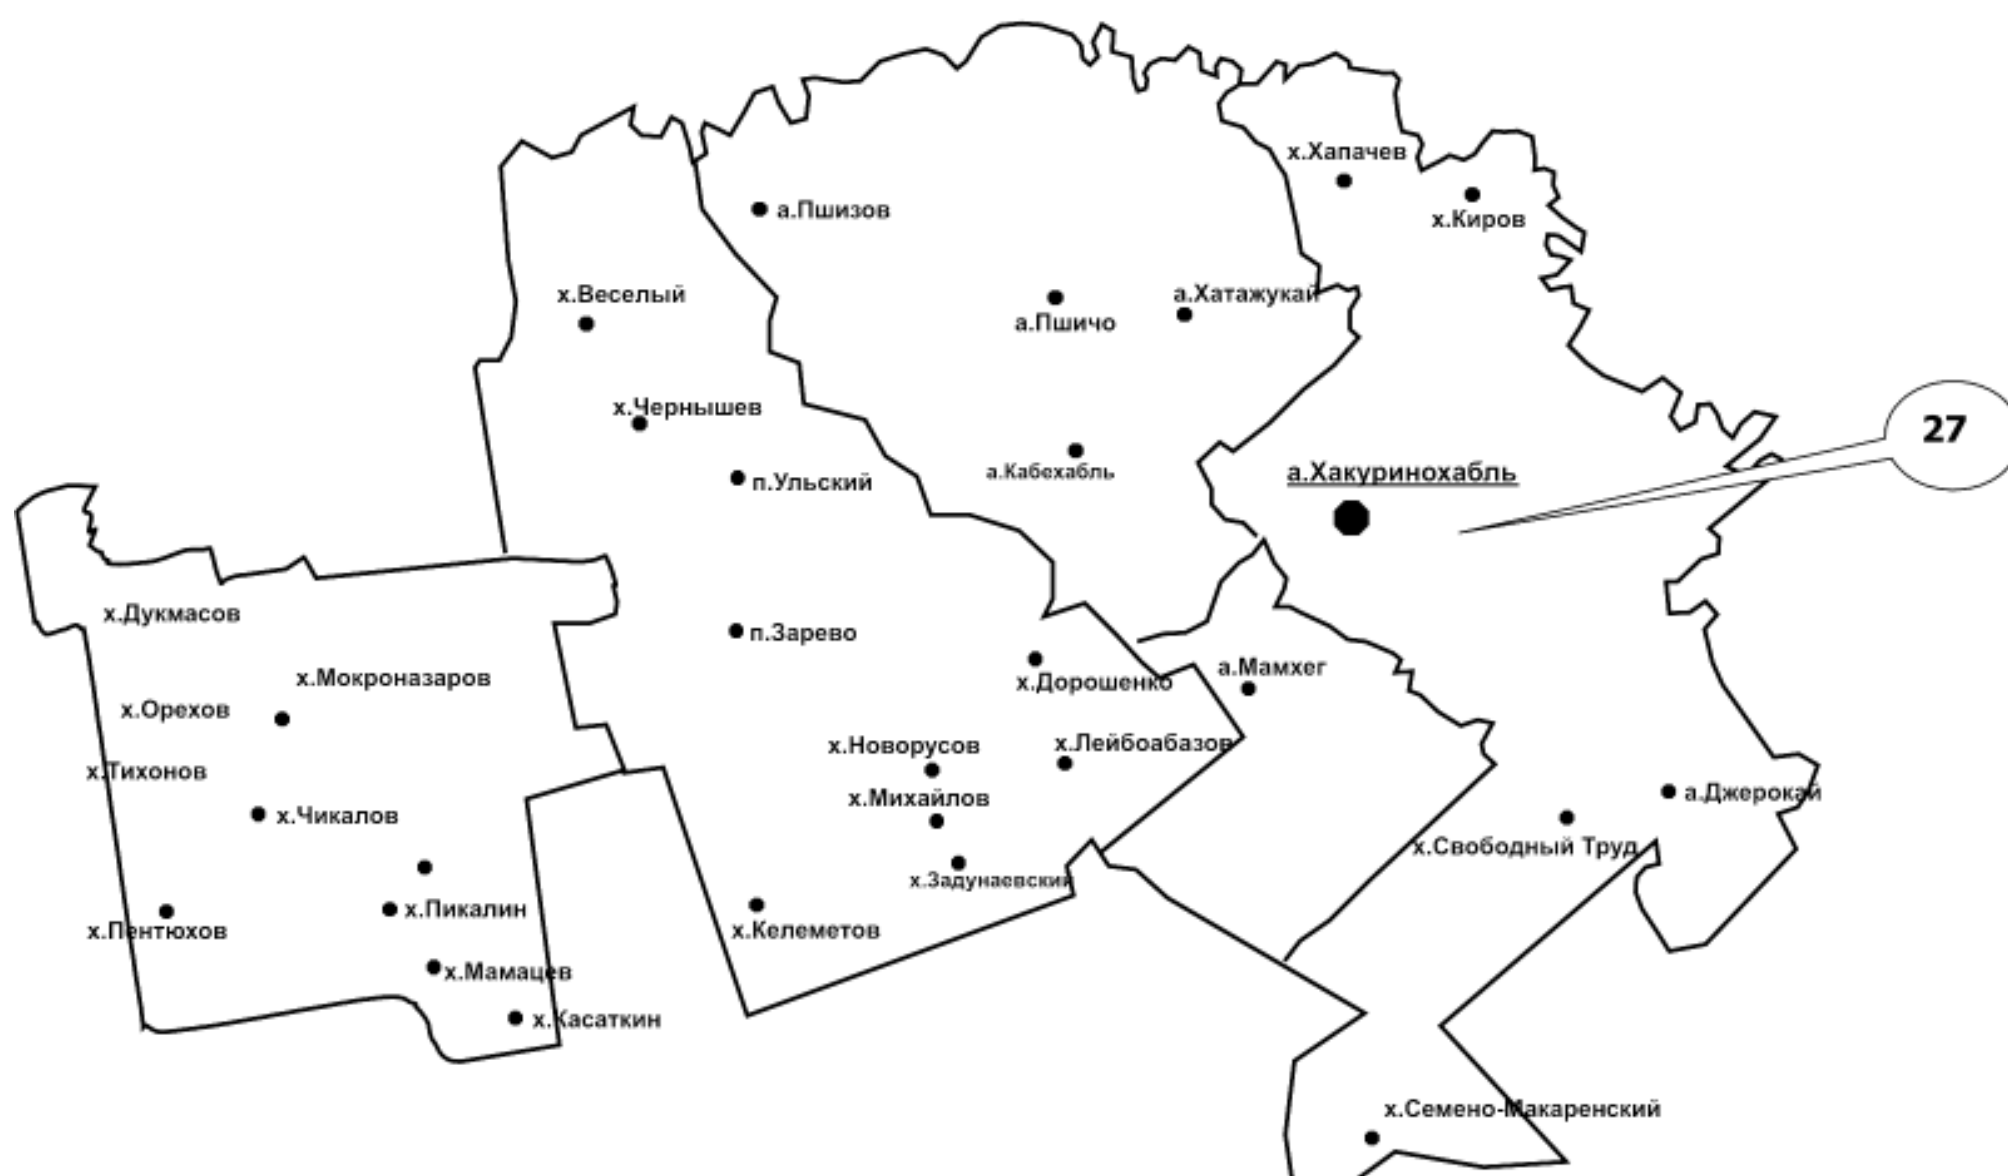 х.Хапачев
х.Киров
а.Пшизов
х.Веселый
а.Пшичо
а.Хатажукай
х.Чернышев
27
а.Кабехабль
а.Хакуринохабль
п.Ульский
х.Дукмасов
п.Зарево
х.Мокроназаров
х.Дорошенко
а.Мамхег
х.Орехов
х.Новорусов
х.Лейбоабазов
х.Тихонов
х.Михайлов
а.Джерокай
х.Чикалов
х.Свободный Труд
х.Задунаевский
х.Пикалин
х.Пентюхов
х.Келеметов
х.Мамацев
х.Касаткин
х.Семено-Макаренский